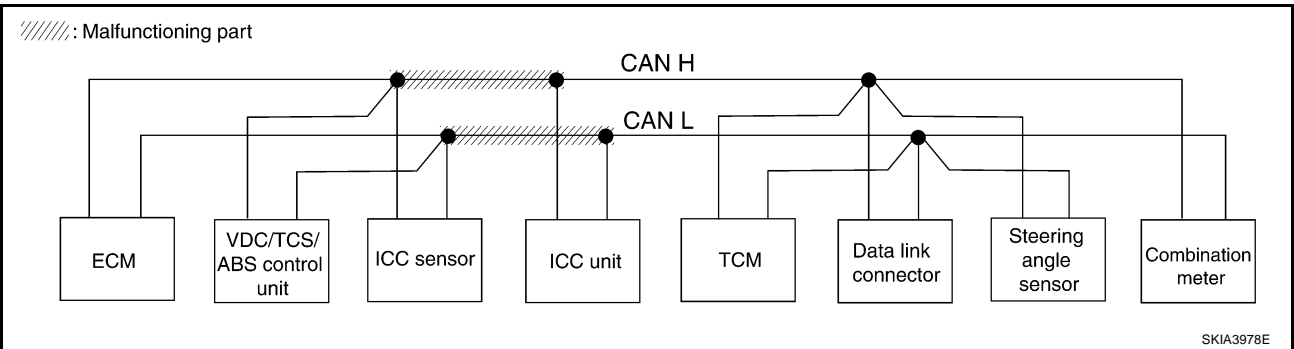 : Malfunctioning part
CAN H
CAN L
ECM
VDC/TCS/
ABS control
unit
ICC sensor
ICC unit
TCM
Data link
connector
Steering
angle
sensor
Combination
meter
SKIA3978E